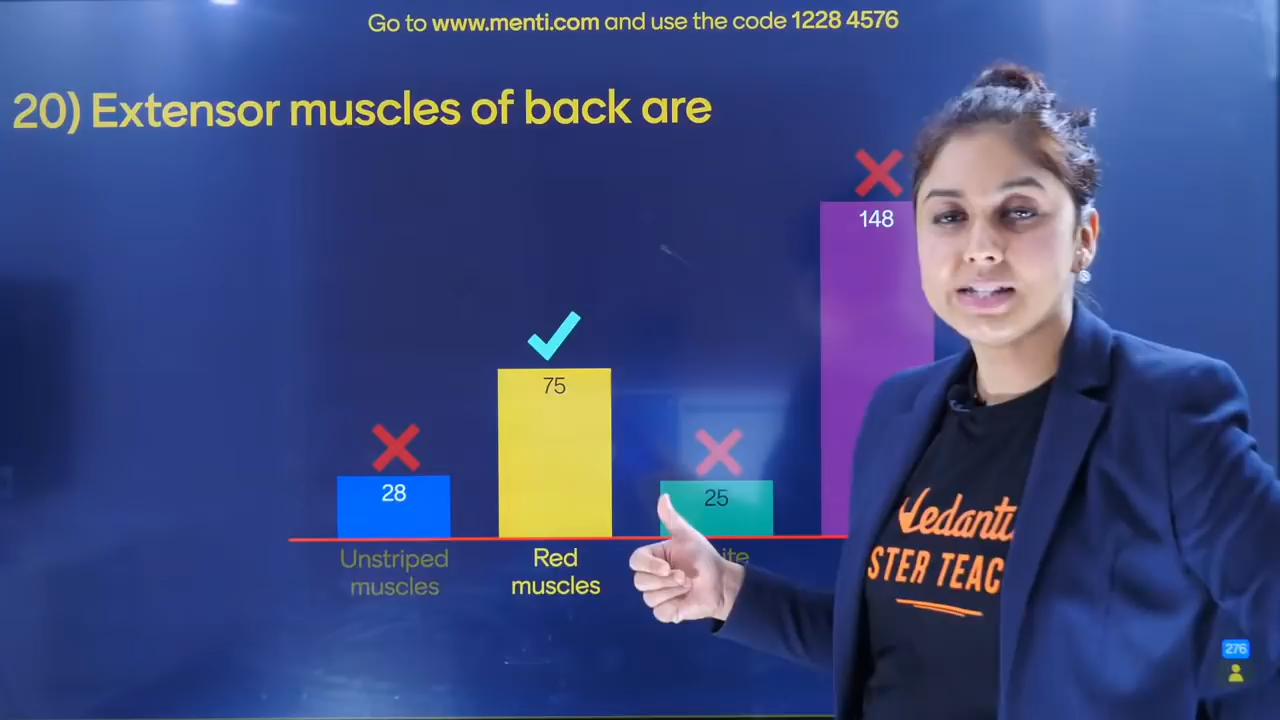 Go to www.menti.com and use the code 1228 4576
20) Extensor muscles of back are
148
75
28
25
Unstriped
muscles
Red
muscles
Vedantu
STER TEAC
276